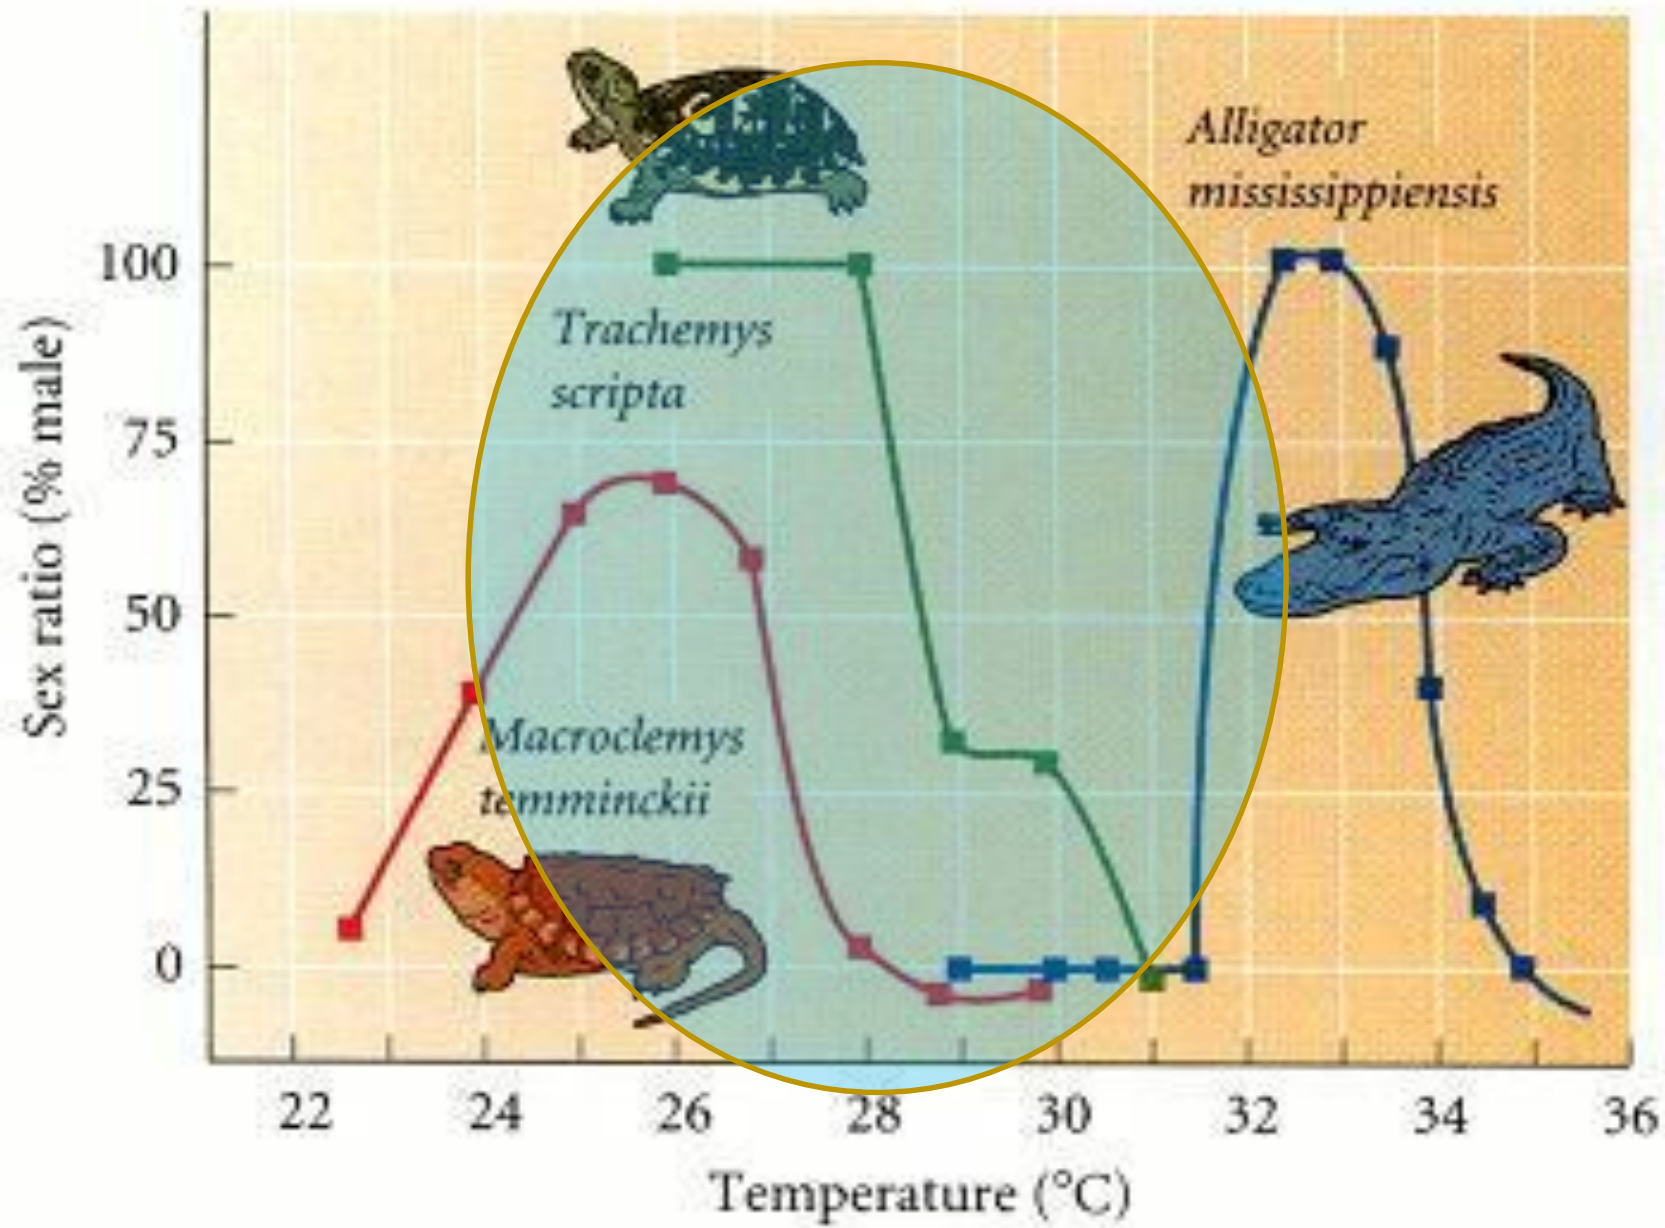 Alligator
mississippiensis
100
Trachemys
scripta
75
Sex ratio (% male)
50
Macroclemys
temminckii
25
0
22 24 26 28 30 32 34 36
Temperature (°C)